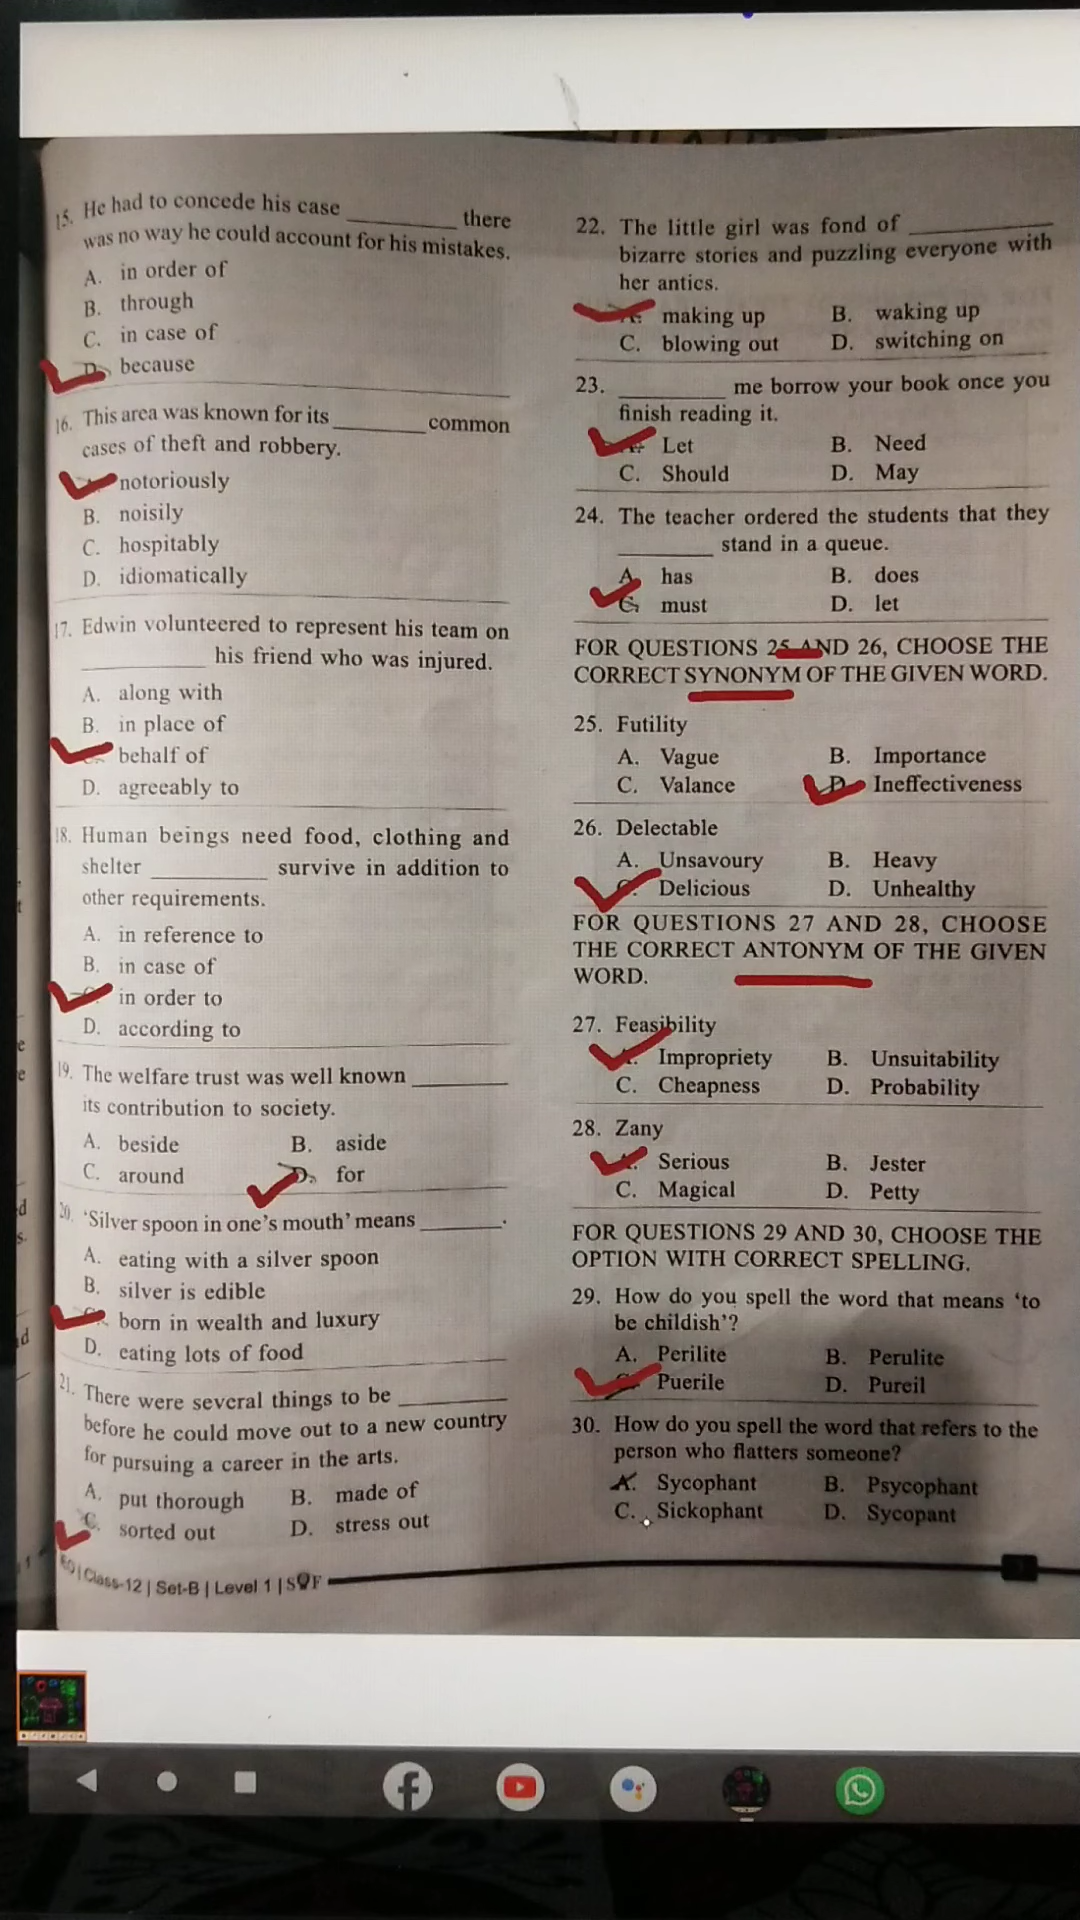 15. He had to concede his case ________ there
was no way he could account for his mistakes.
A. in order of
B. through
C. in case of
D. because
16. This area was known for its ________ common
cases of theft and robbery.
notoriously
B. noisily
C. hospitably
D. idiomatically
17. Edwin volunteered to represent his team on
________ his friend who was injured.
A. along with
B. in place of
behalf of
D. agreeably to
18. Human beings need food, clothing and
shelter ________ survive in addition to
other requirements.
A. in reference to
B. in case of
in order to
D. according to
19. The welfare trust was well known ________
its contribution to society.
A. beside B. aside
C. around D. for
20. ‘Silver spoon in one’s mouth’ means ________.
A. eating with a silver spoon
B. silver is edible
born in wealth and luxury
D. eating lots of food
21. There were several things to be ________
before he could move out to a new country
for pursuing a career in the arts.
A. put thorough B. made of
C. sorted out D. stress out
| Class-12 | Set-B | Level 1 | SOF
22. The little girl was fond of ________
bizarre stories and puzzling everyone with
her antics.
making up B. waking up
C. blowing out D. switching on
23. ________ me borrow your book once you
finish reading it.
Let B. Need
C. Should D. May
24. The teacher ordered the students that they
________ stand in a queue.
A. has B. does
C. must D. let
FOR QUESTIONS 25 AND 26, CHOOSE THE
CORRECT SYNONYM OF THE GIVEN WORD.
25. Futility
A. Vague B. Importance
C. Valance D. Ineffectiveness
26. Delectable
A. Unsavoury B. Heavy
C. Delicious D. Unhealthy
FOR QUESTIONS 27 AND 28, CHOOSE
THE CORRECT ANTONYM OF THE GIVEN
WORD.
27. Feasibility
Impropriety B. Unsuitability
C. Cheapness D. Probability
28. Zany
Serious B. Jester
C. Magical D. Petty
FOR QUESTIONS 29 AND 30, CHOOSE THE
OPTION WITH CORRECT SPELLING.
29. How do you spell the word that means ‘to
be childish’?
A. Perilite B. Perulite
Puerile D. Pureil
30. How do you spell the word that refers to the
person who flatters someone?
A. Sycophant B. Psycophant
C. Sickophant D. Sycopant